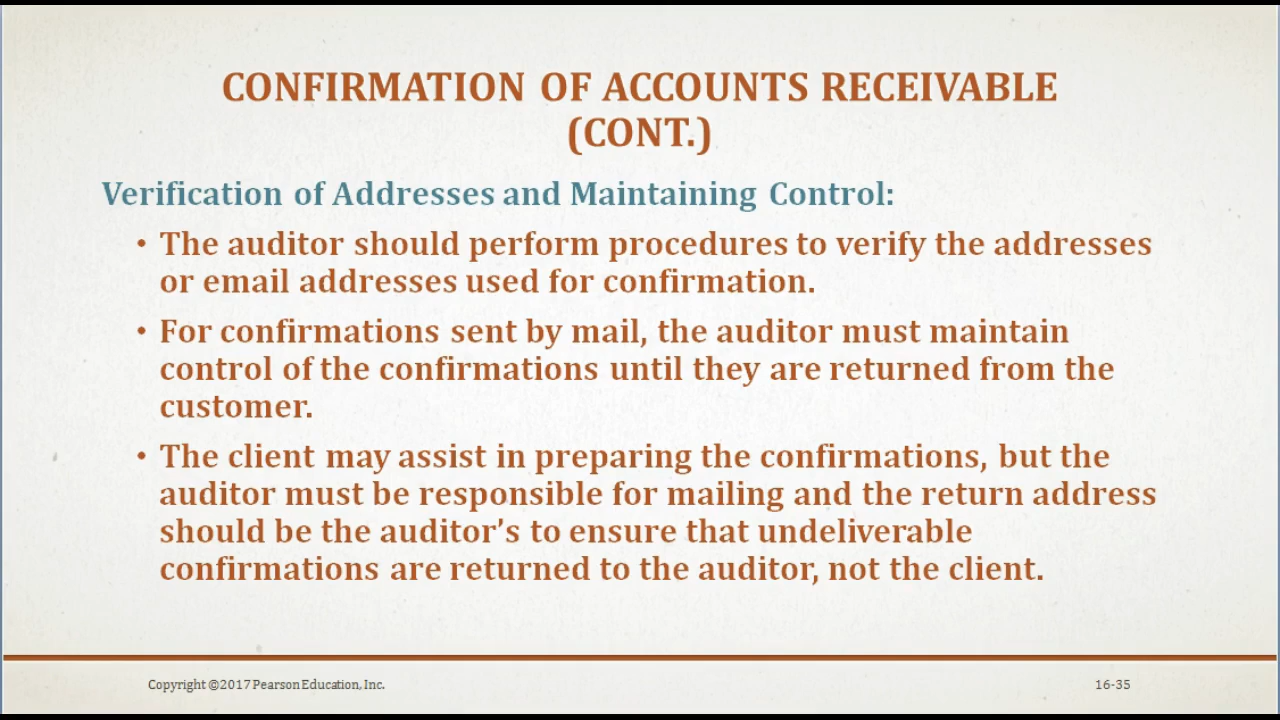 CONFIRMATION OF ACCOUNTS RECEIVABLE
(CONT.)
Verification of Addresses and Maintaining Control:
• The auditor should perform procedures to verify the addresses
or email addresses used for confirmation.
• For confirmations sent by mail, the auditor must maintain
control of the confirmations until they are returned from the
customer.
• The client may assist in preparing the confirmations, but the
auditor must be responsible for mailing and the return address
should be the auditor’s to ensure that undeliverable
confirmations are returned to the auditor, not the client.
Copyright ©2017 Pearson Education, Inc.
16-35